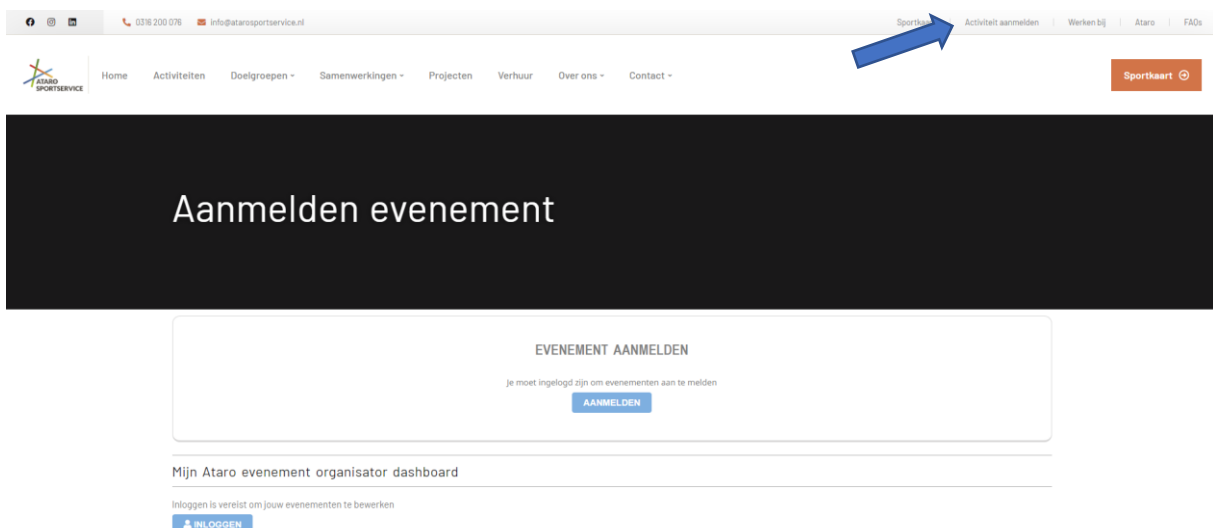 0316 200 076 info@atarosportservice.nl Activiteit aanmelden Werken bij Ataro FAQs
ATARO
SPORTSERVICE
Home Activiteiten Doelgroepen Samenwerkingen Projecten Verhuur Over ons Contact Sportkaart
Aanmelden evenement
EVENEMENT AANMELDEN
Je moet ingelogd zijn om evenementen aan te melden
AANMELDEN
Mijn Ataro evenement organisator dashboard
Inloggen is vereist om jouw evenementen te bewerken
INLOGGEN